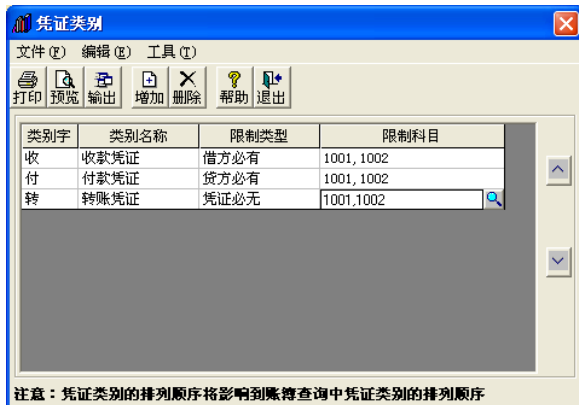 凭证类别
文件(F) 编辑(E) 工具(T)
打印 预览 输出 增加 删除 帮助 退出
类别字 类别名称 限制类型 限制科目
收 收款凭证 借方必有 1001,1002
付 付款凭证 贷方必有 1001,1002
转 转账凭证 凭证必无 1001,1002
注意：凭证类别的排列顺序将影响到账簿查询中凭证类别的排列顺序